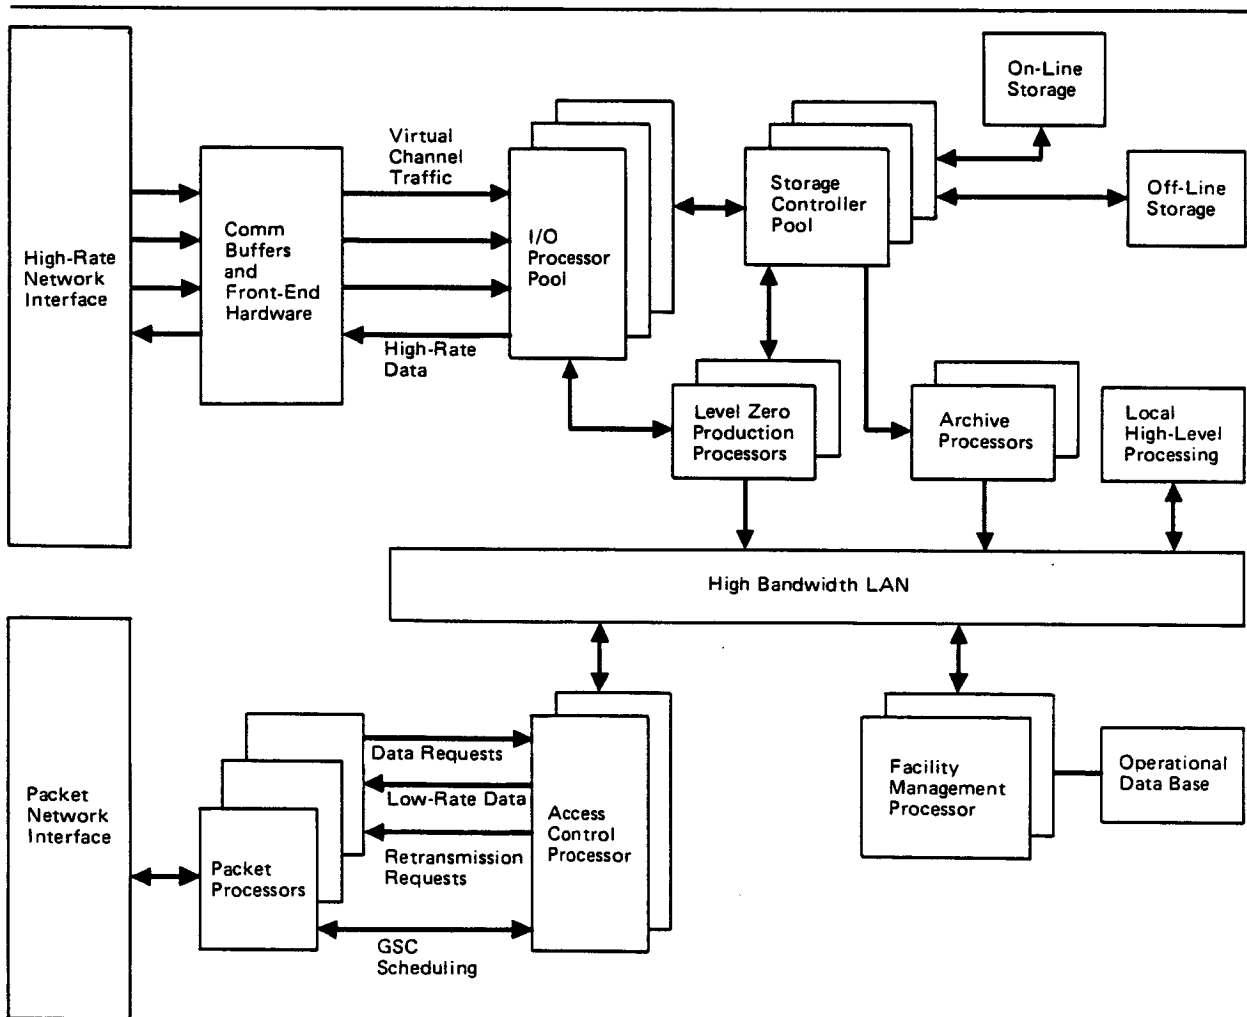 On-Line
Storage
Virtual
Channel
Traffic
Storage
Controller
Pool
Off-Line
Storage
High-Rate
Network
Interface
Comm
Buffers
and
Front-End
Hardware
I/O
Processor
Pool
High-Rate
Data
Level Zero
Production
Processors
Archive
Processors
Local
High-Level
Processing
High Bandwidth LAN
Packet
Network
Interface
Packet
Processors
Data Requests
Low-Rate Data
Retransmission
Requests
GSC
Scheduling
Access
Control
Processor
Facility
Management
Processor
Operational
Data Base